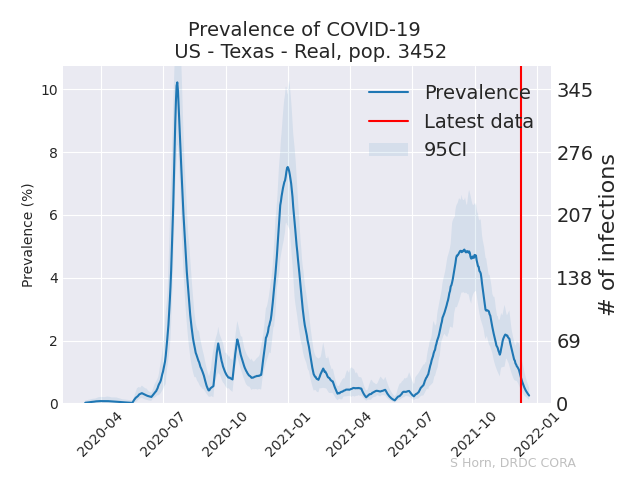 Prevalence of COVID-19
US - Texas - Real, pop. 3452
Prevalence
Latest data
95CI
Prevalence (%)
10
8
6
4
2
0
345
276
207
138
69
0
# of infections
2020-04
2020-07
2020-10
2021-01
2021-04
2021-07
2021-10
2022-01
S Horn, DRDC CORA